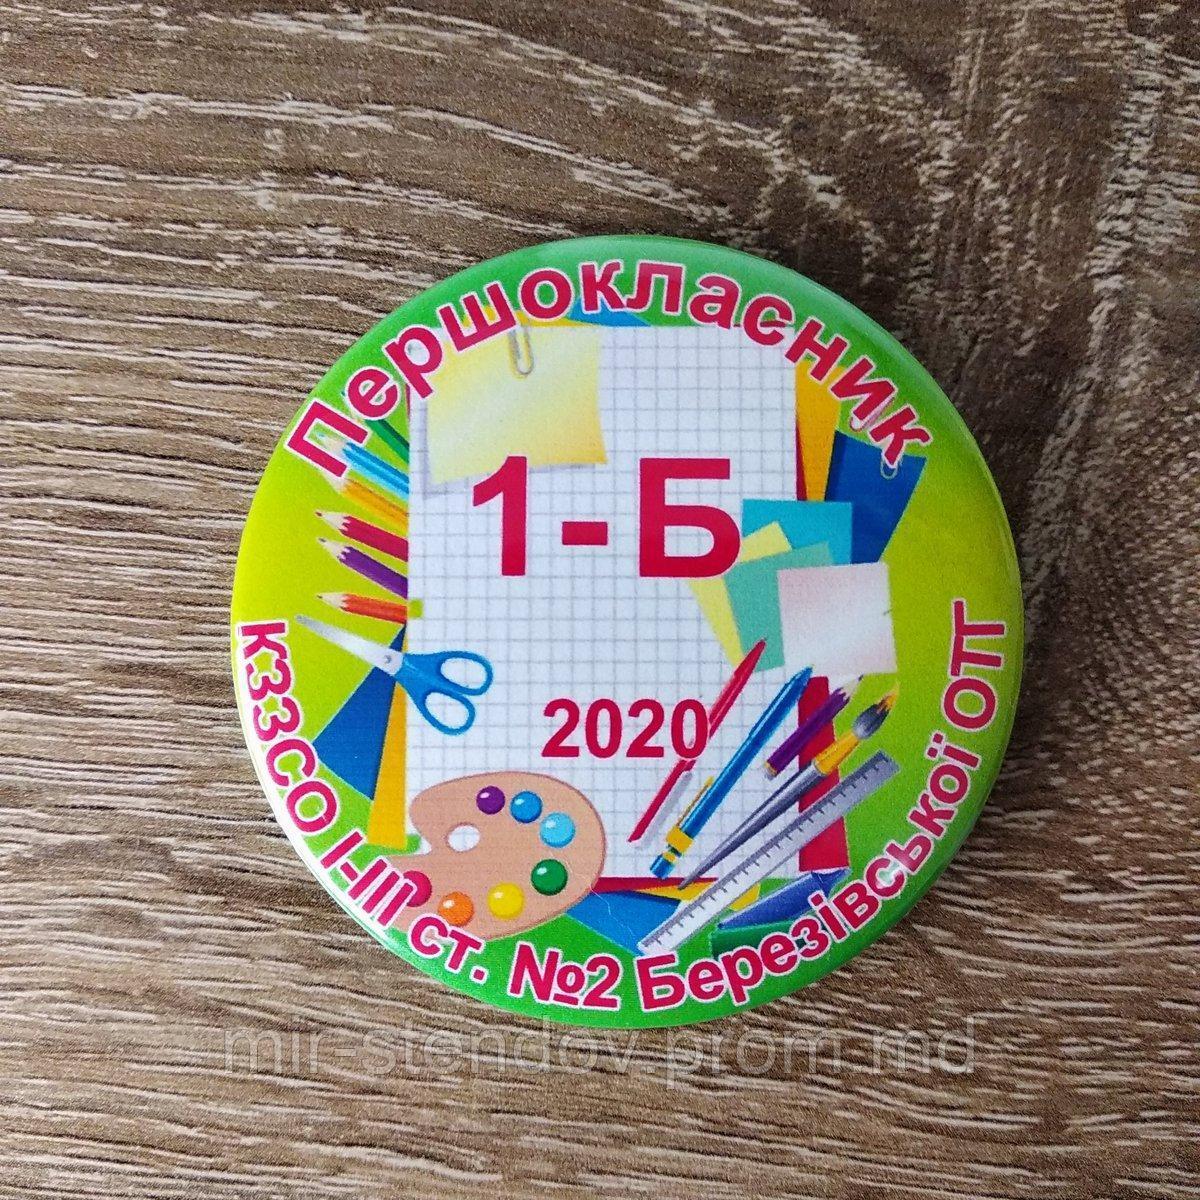 Першокласник
1-Б
2020
КЗЗСО І-ІІІ ст. №2 Березівської ОТГ
mir-stendov.prom.md